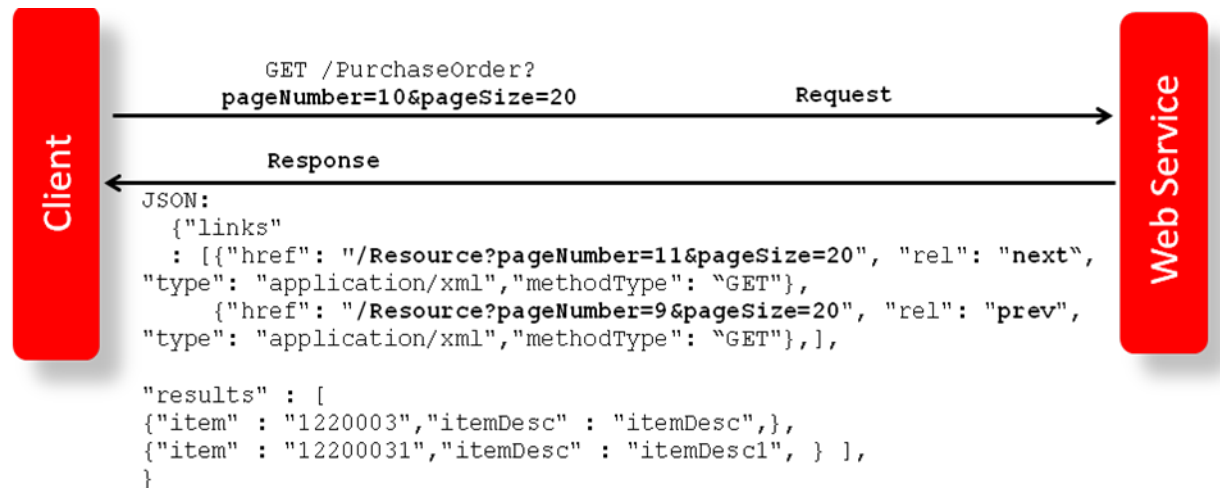 Client
GET /PurchaseOrder?
pageNumber=10&pageSize=20
Request
Response
JSON:
{"links"
: [{"href": "/Resource?pageNumber=11&pageSize=20", "rel": "next‟,
"type": "application/xml","methodType": ‟GET"},
{"href": "/Resource?pageNumber=9&pageSize=20", "rel": "prev",
"type": "application/xml","methodType": ‟GET"},],
"results" : [
{"item" : "1220003","itemDesc" : "itemDesc",},
{"item" : "12200031","itemDesc" : "itemDesc1", } ],
}
Web Service